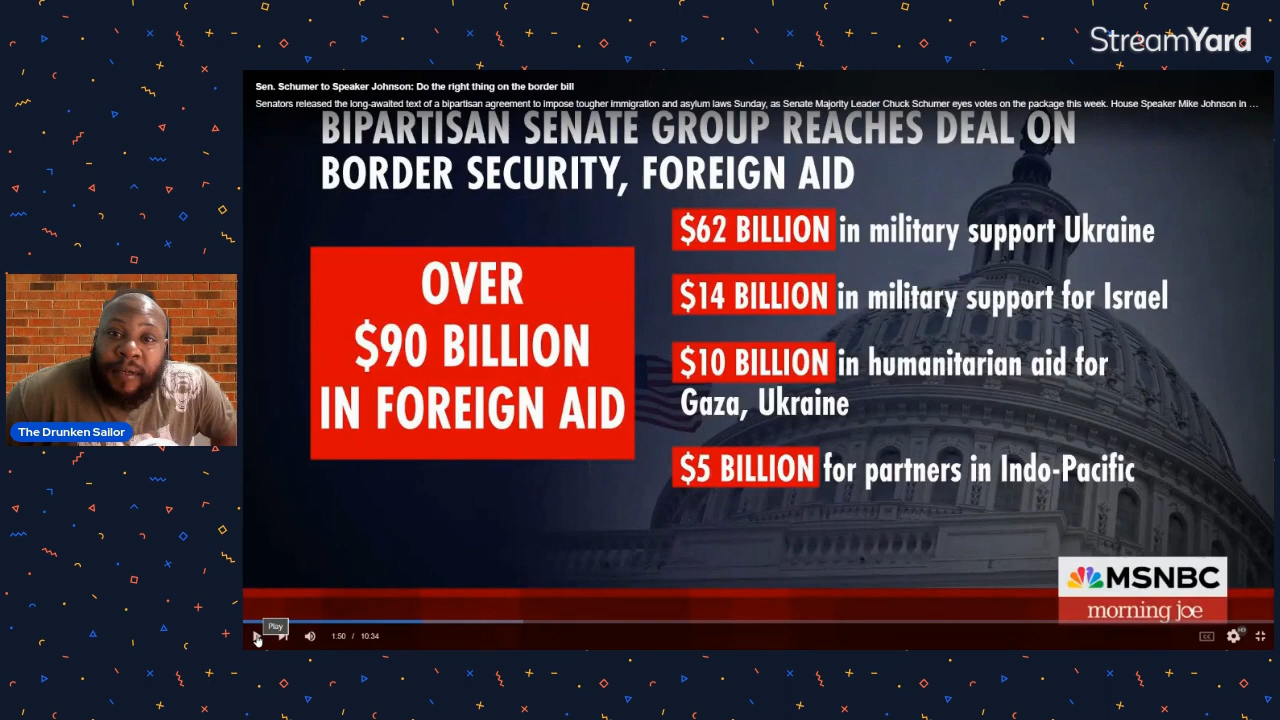 StreamYard
Sen. Schumer to Speaker Johnson: Do the right thing on the border bill
Senators released the long-awaited text of a bipartisan agreement to impose tougher immigration and asylum laws Sunday, as Senate Majority Leader Chuck Schumer eyes votes on the package this week. House Speaker Mike Johnson in ...
BIPARTISAN SENATE GROUP REACHES DEAL ON
BORDER SECURITY, FOREIGN AID
OVER
$90 BILLION
IN FOREIGN AID
$62 BILLION in military support Ukraine
$14 BILLION in military support for Israel
$10 BILLION in humanitarian aid for
Gaza, Ukraine
$5 BILLION for partners in Indo-Pacific
The Drunken Sailor
MSNBC
morning joe
Play
1:50 / 10:34
CC
HD